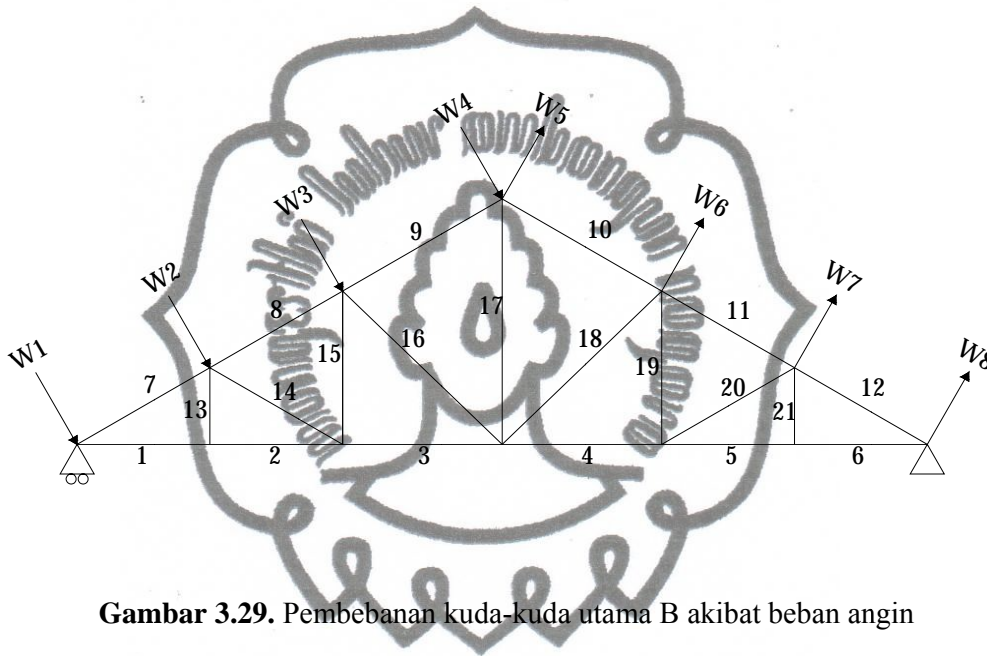 W4 W5
W3 W6
9 10
W2 W7
8 17 11
W1 15 16 18 19 W8
7 14 20 12
13 21
1 2 3 4 5 6
Gambar 3.29. Pembebanan kuda-kuda utama B akibat beban angin